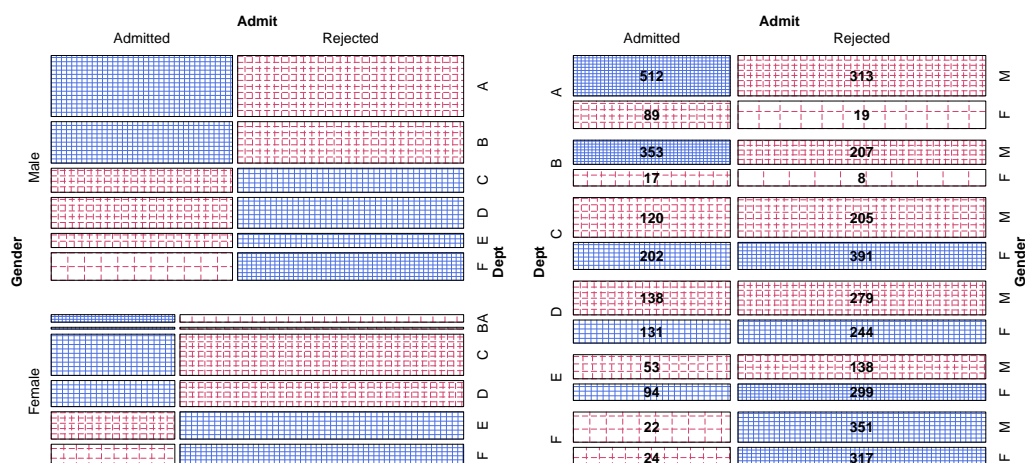 Admit
Admitted Rejected
Gender
Male
A
B
C
D
E
F
Female
BA
C
D
E
F
Dept
Admit
Admitted Rejected
Dept
Gender
A
512 313 M
89 19 F
B
353 207 M
17 8 F
C
120 205 M
202 391 F
D
138 279 M
131 244 F
E
53 138 M
94 299 F
F
22 351 M
24 317 F